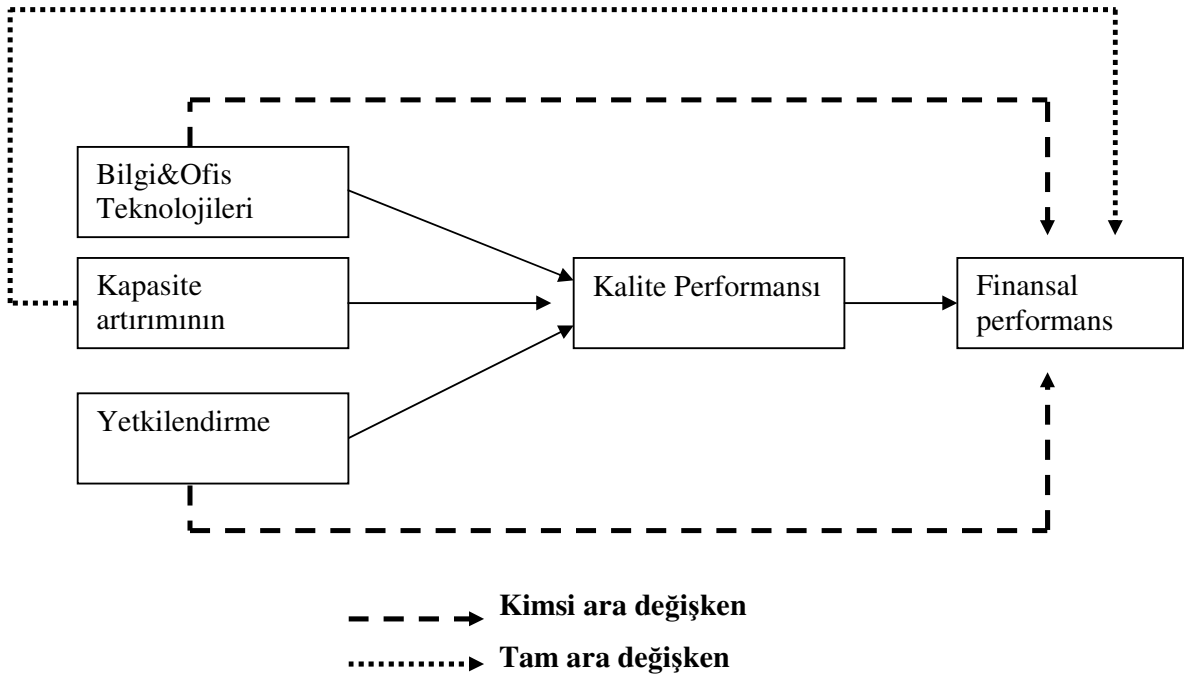 Bilgi&Ofis
Teknolojileri
Kapasite
artırımının
Yetkilendirme
Kalite Performansı
Finansal
performans
Kimsi ara değişken
Tam ara değişken